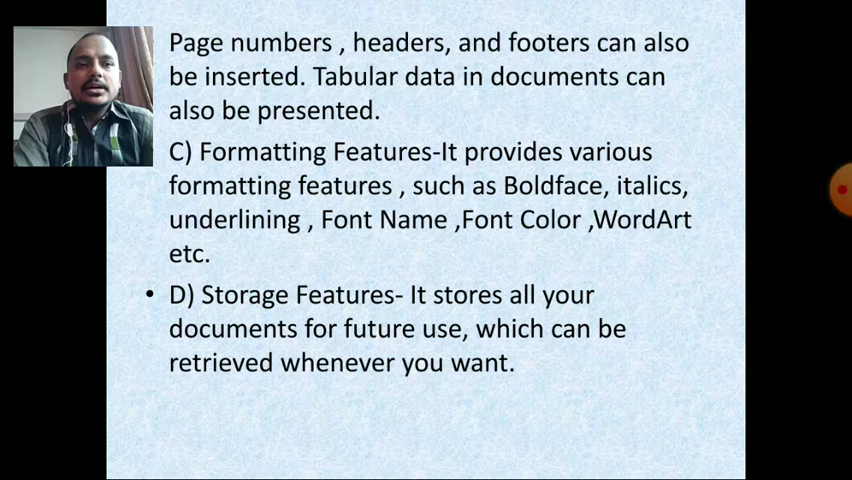 Page numbers , headers, and footers can also
be inserted. Tabular data in documents can
also be presented.
C) Formatting Features-It provides various
formatting features , such as Boldface, italics,
underlining , Font Name ,Font Color ,WordArt
etc.
• D) Storage Features- It stores all your
documents for future use, which can be
retrieved whenever you want.